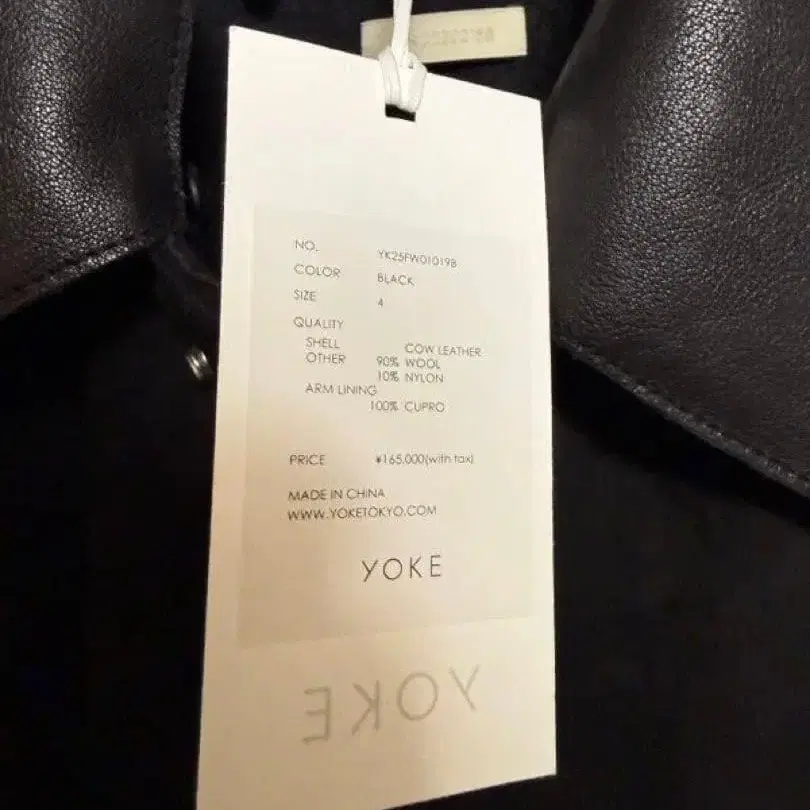 NO. YK25FW01019B
COLOR BLACK
SIZE 4
QUALITY
SHELL COW LEATHER
OTHER 90% WOOL
10% NYLON
ARM LINING
100% CUPRO
PRICE ¥165,000(with tax)
MADE IN CHINA
WWW.YOKETOKYO.COM
YOKE
YOKE